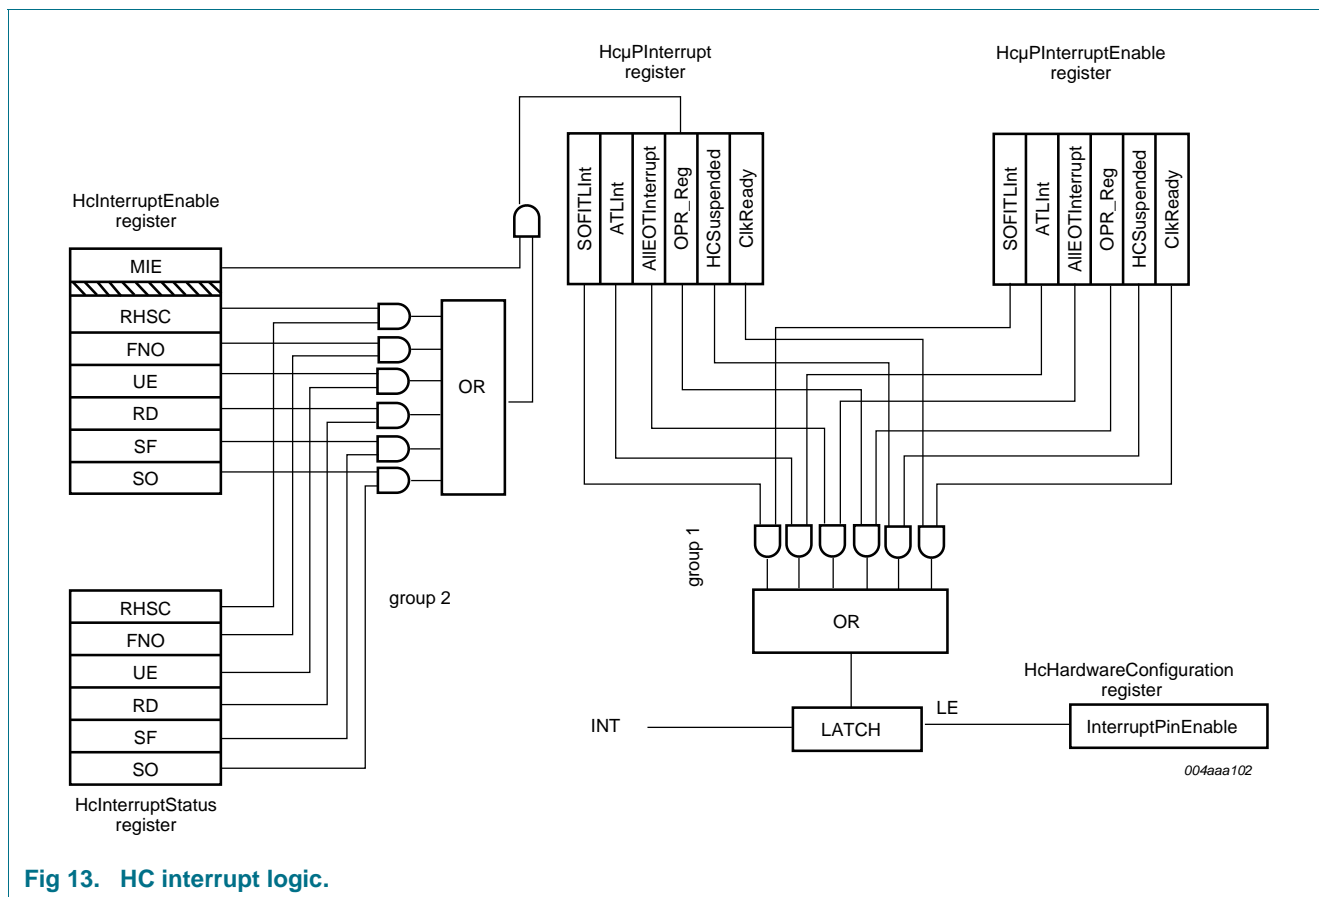 HcµPInterrupt
register
HcµPInterruptEnable
register
SOFITLInt
ATLInt
AllEOTInterrupt
OPR_Reg
HCSuspended
ClkReady
SOFITLInt
ATLInt
AllEOTInterrupt
OPR_Reg
HCSuspended
ClkReady
HcInterruptEnable
register
MIE
RHSC
FNO
UE
RD
SF
SO
OR
group 1
group 2
RHSC
FNO
UE
RD
SF
SO
HcInterruptStatus
register
OR
HcHardwareConfiguration
register
INT
LATCH
LE
InterruptPinEnable
004aaa102
Fig 13. HC interrupt logic.